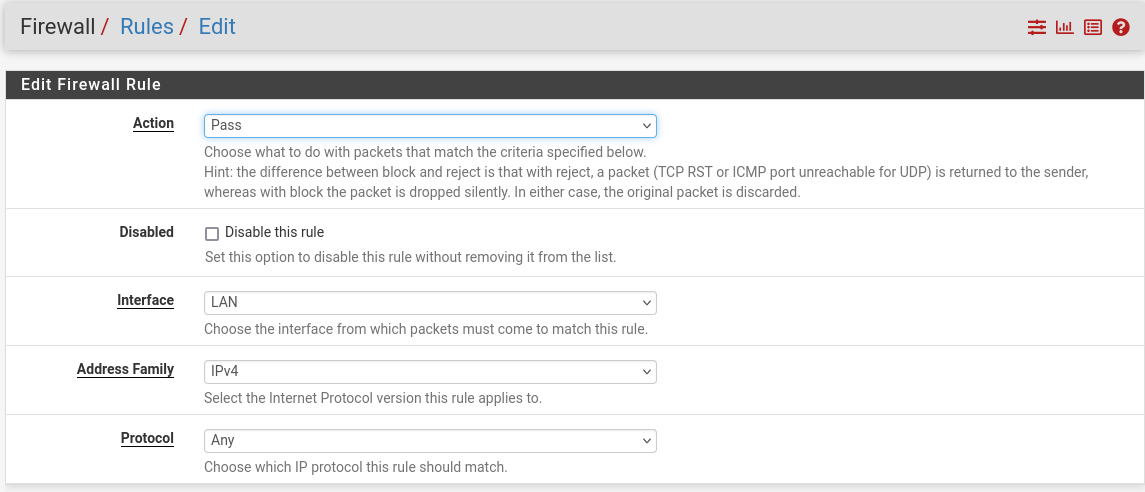 Firewall / Rules / Edit
Edit Firewall Rule
Action
Pass
Choose what to do with packets that match the criteria specified below.
Hint: the difference between block and reject is that with reject, a packet (TCP RST or ICMP port unreachable for UDP) is returned to the sender,
whereas with block the packet is dropped silently. In either case, the original packet is discarded.
Disabled
Disable this rule
Set this option to disable this rule without removing it from the list.
Interface
LAN
Choose the interface from which packets must come to match this rule.
Address Family
IPv4
Select the Internet Protocol version this rule applies to.
Protocol
Any
Choose which IP protocol this rule should match.